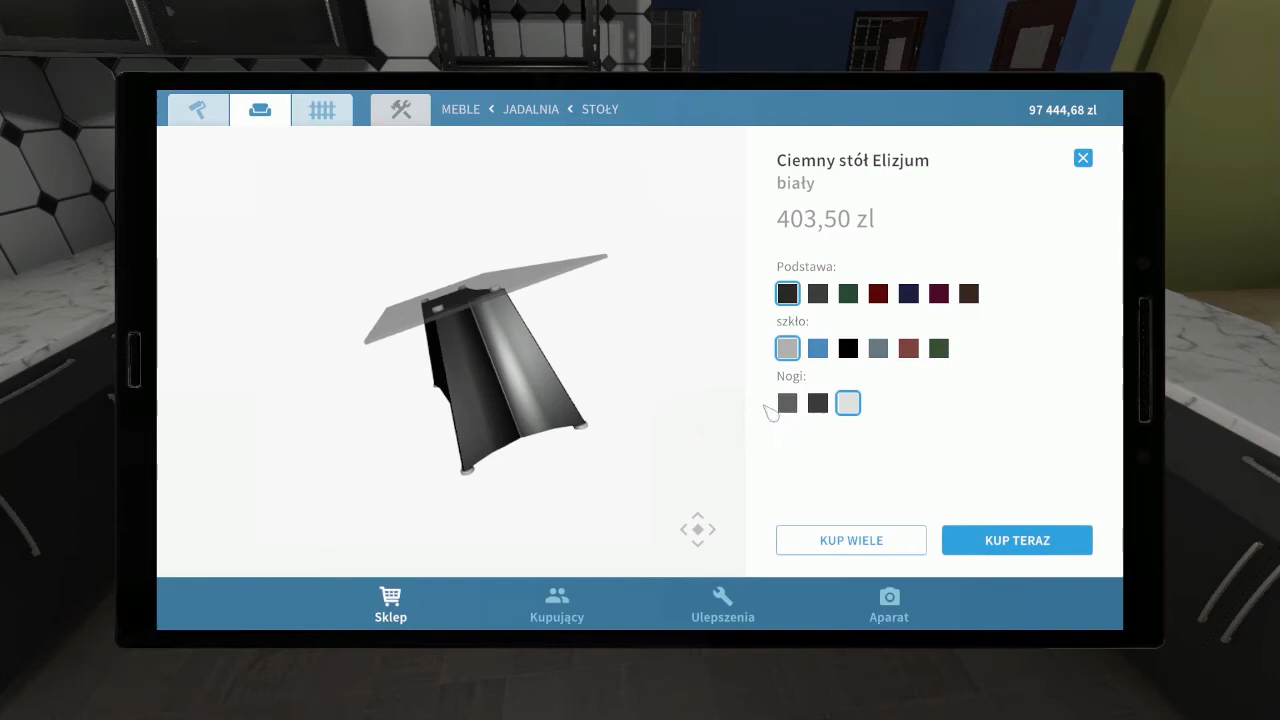 MEBLE < JADALNIA < STOŁY
97 444,68 zl
Ciemny stół Elizjum
biały
403,50 zl
Podstawa:
szkło:
Nogi:
KUP WIELE
KUP TERAZ
Sklep
Kupujący
Ulepszenia
Aparat